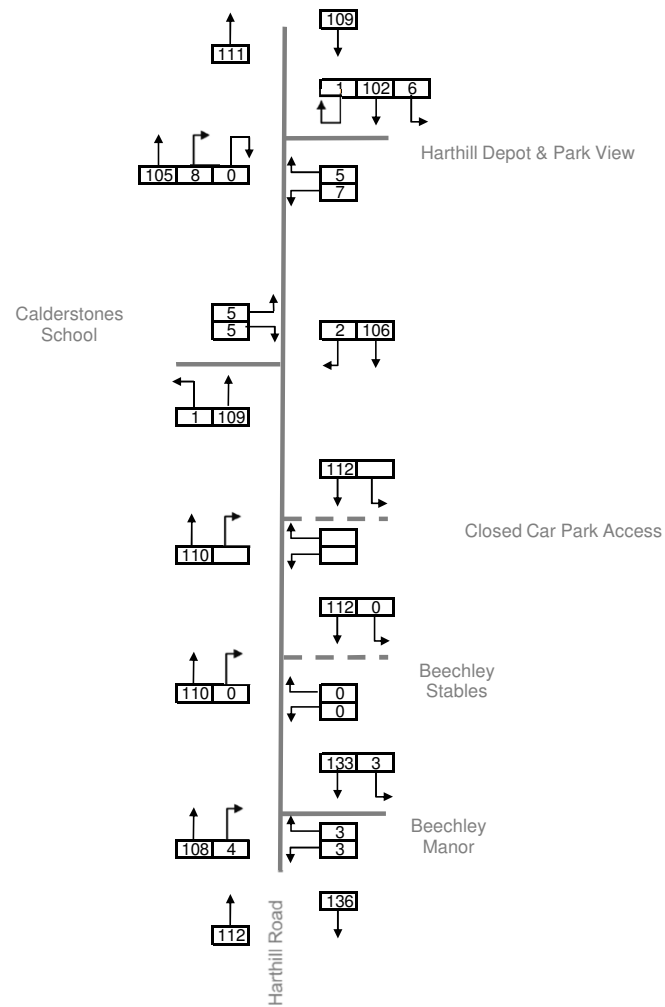 109
111
1 102 6
Harthill Depot & Park View
105 8 0
5
7
Calderstones
School
5
5
2 106
1 109
112
Closed Car Park Access
110
112 0
Beechley
Stables
110 0
0
0
133 3
Beechley
Manor
108 4
3
3
136
112
Harthill Road